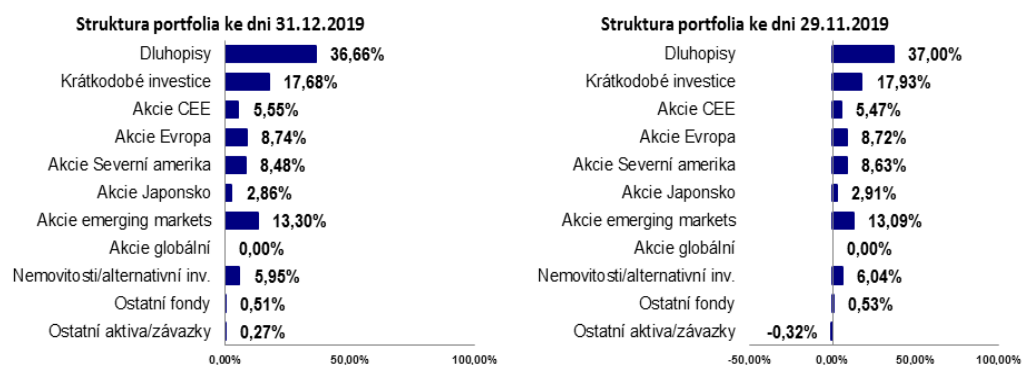 Struktura portfolia ke dni 31.12.2019
Dluhopisy 36,66%
Krátkodobé investice 17,68%
Akcie CEE 5,55%
Akcie Evropa 8,74%
Akcie Severní amerika 8,48%
Akcie Japonsko 2,86%
Akcie emerging markets 13,30%
Akcie globální 0,00%
Nemovitosti/alternativní inv. 5,95%
Ostatní fondy 0,51%
Ostatní aktiva/závazky 0,27%
0,00% 50,00% 100,00%
Struktura portfolia ke dni 29.11.2019
Dluhopisy 37,00%
Krátkodobé investice 17,93%
Akcie CEE 5,47%
Akcie Evropa 8,72%
Akcie Severní amerika 8,63%
Akcie Japonsko 2,91%
Akcie emerging markets 13,09%
Akcie globální 0,00%
Nemovitosti/alternativní inv. 6,04%
Ostatní fondy 0,53%
Ostatní aktiva/závazky -0,32%
-50,00% 0,00% 50,00% 100,00%